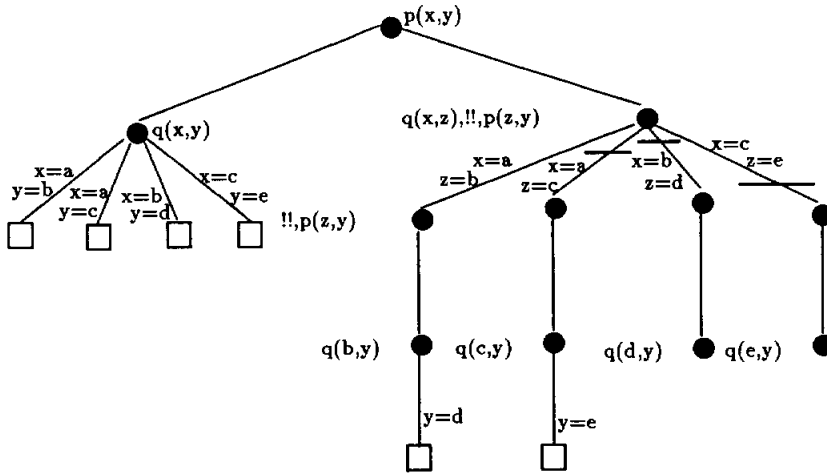 p(x,y)
q(x,y)
q(x,z),!!,p(z,y)
x=a
y=b
x=a
y=c
x=b
y=d
x=c
y=e
!!,p(z,y)
x=a
z=b
x=a
z=c
x=b
z=d
x=c
z=e
q(b,y)
q(c,y)
q(d,y)
q(e,y)
y=d
y=e